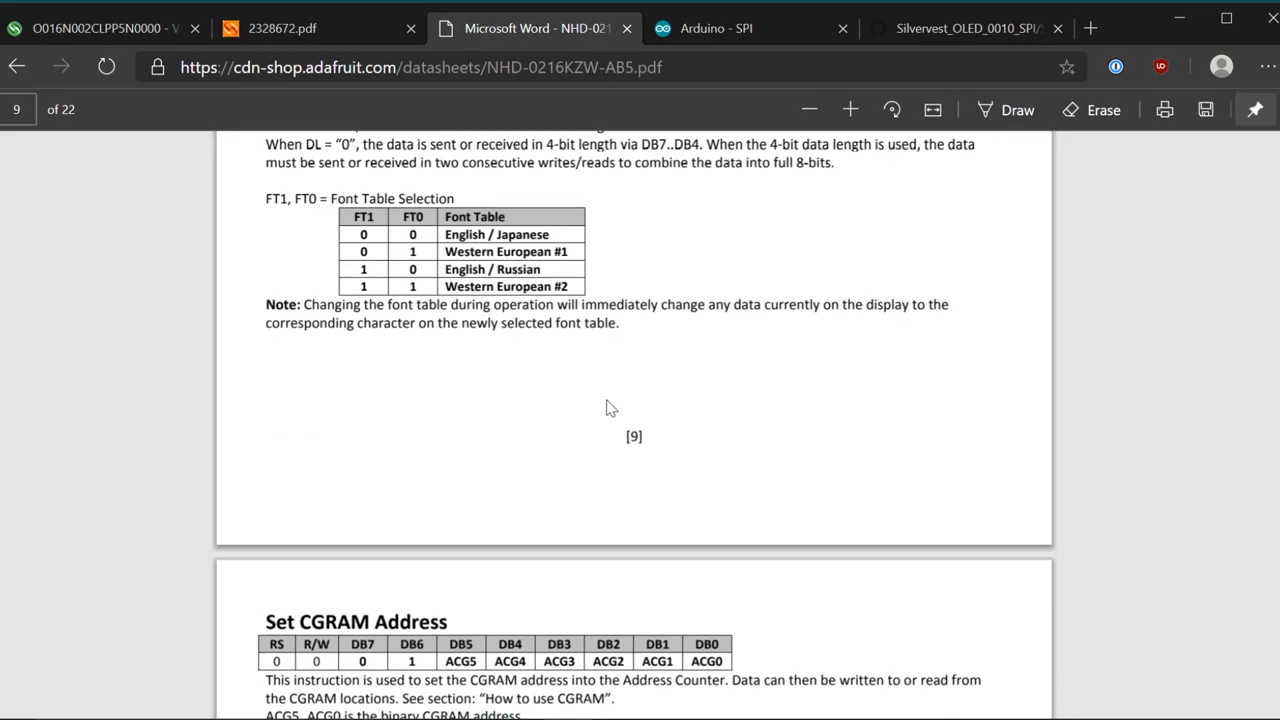 O016N002CLPP5N0000 - V
2328672.pdf
Microsoft Word - NHD-021
Arduino - SPI
Silvervest_OLED_0010_SPI/
https://cdn-shop.adafruit.com/datasheets/NHD-0216KZW-AB5.pdf
9 of 22
Draw
Erase
When DL = “0”, the data is sent or received in 4-bit length via DB7..DB4. When the 4-bit data length is used, the data
must be sent or received in two consecutive writes/reads to combine the data into full 8-bits.
FT1, FT0 = Font Table Selection
FT1 FT0 Font Table
0 0 English / Japanese
0 1 Western European #1
1 0 English / Russian
1 1 Western European #2
Note: Changing the font table during operation will immediately change any data currently on the display to the
corresponding character on the newly selected font table.
[9]
Set CGRAM Address
RS R/W DB7 DB6 DB5 DB4 DB3 DB2 DB1 DB0
0 0 0 1 ACG5 ACG4 ACG3 ACG2 ACG1 ACG0
This instruction is used to set the CGRAM address into the Address Counter. Data can then be written to or read from
the CGRAM locations. See section: “How to use CGRAM”.
ACG5..ACG0 is the binary CGRAM address.